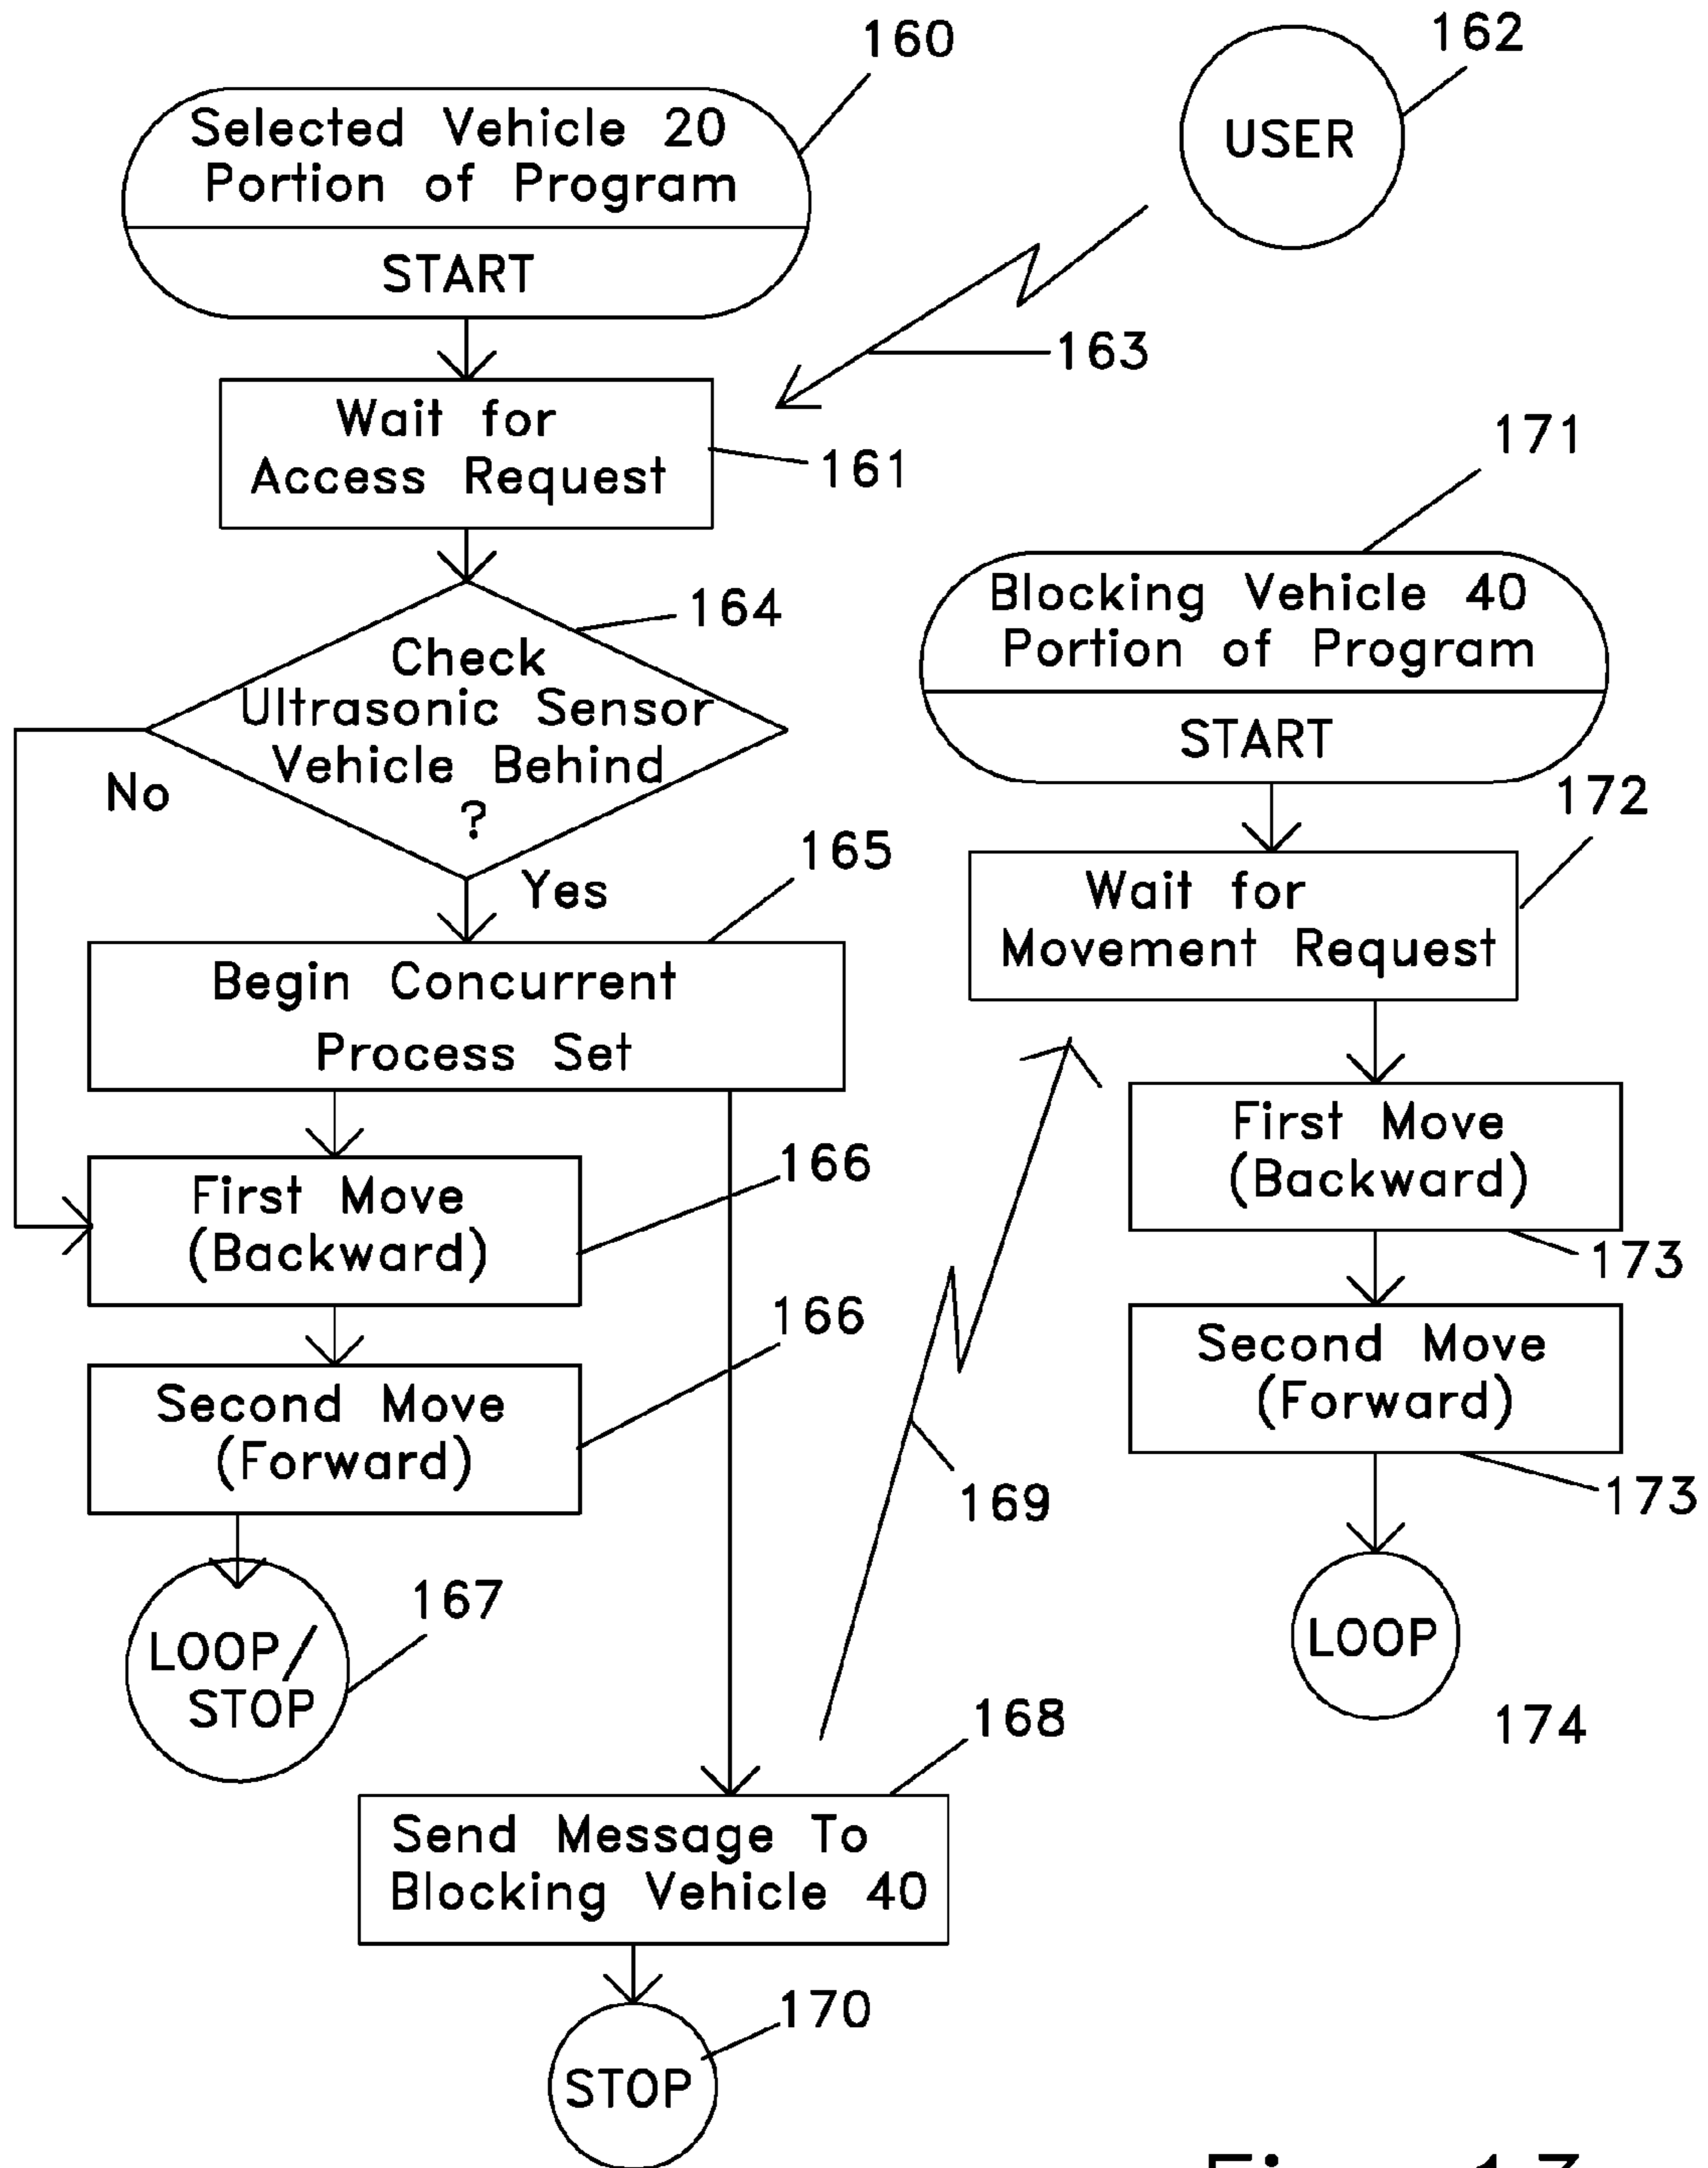 160
162
Selected Vehicle 20
Portion of Program
START
USER
163
Wait for
Access Request
161
171
164
Check
Ultrasonic Sensor
Vehicle Behind
?
No
Yes
Blocking Vehicle 40
Portion of Program
START
172
165
Wait for
Movement Request
Begin Concurrent
Process Set
First Move
(Backward)
173
166
First Move
(Backward)
166
Second Move
(Forward)
173
Second Move
(Forward)
169
167
LOOP/
STOP
LOOP
174
168
Send Message To
Blocking Vehicle 40
170
STOP